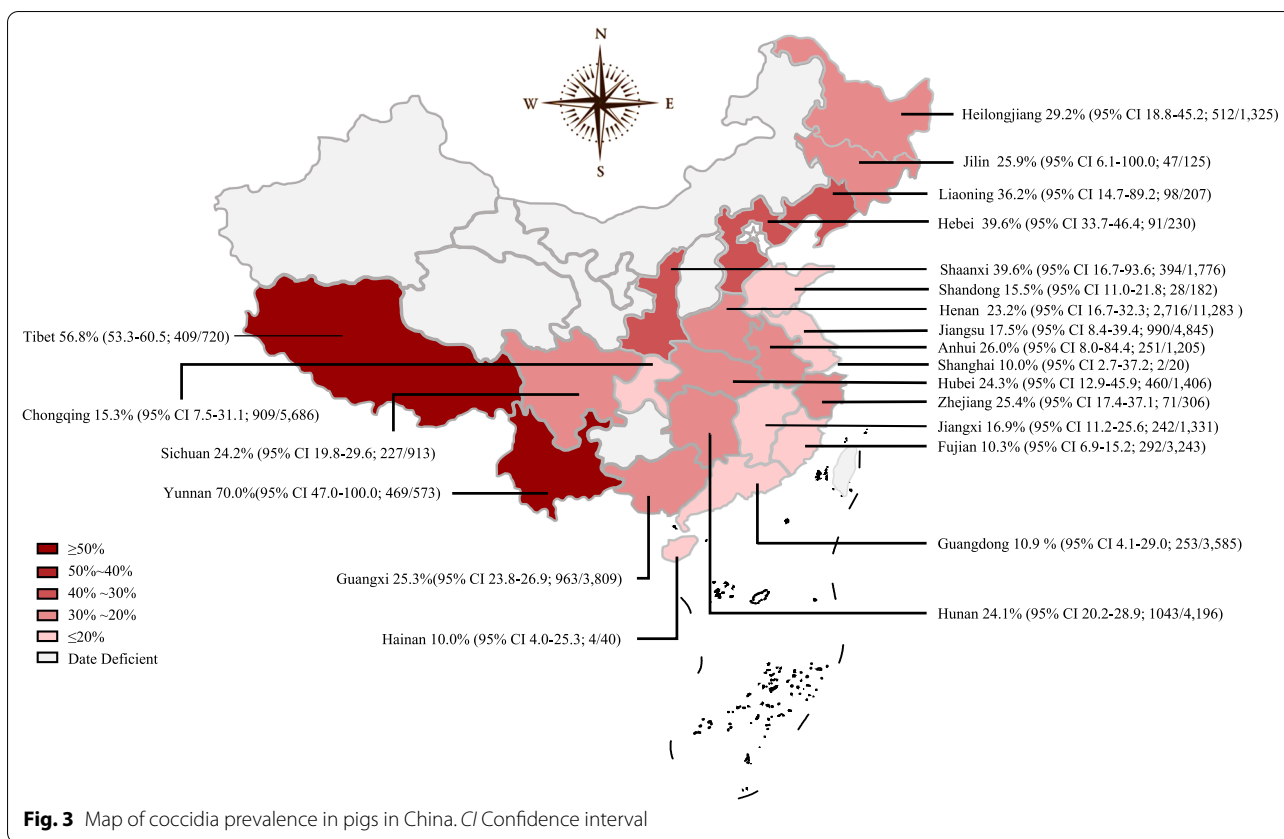 N
W E
S
Heilongjiang 29.2% (95% CI 18.8-45.2; 512/1,325)
Jilin 25.9% (95% CI 6.1-100.0; 47/125)
Liaoning 36.2% (95% CI 14.7-89.2; 98/207)
Hebei 39.6% (95% CI 33.7-46.4; 91/230)
Shaanxi 39.6% (95% CI 16.7-93.6; 394/1,776)
Shandong 15.5% (95% CI 11.0-21.8; 28/182)
Henan 23.2% (95% CI 16.7-32.3; 2,716/11,283 )
Jiangsu 17.5% (95% CI 8.4-39.4; 990/4,845)
Anhui 26.0% (95% CI 8.0-84.4; 251/1,205)
Shanghai 10.0% (95% CI 2.7-37.2; 2/20)
Hubei 24.3% (95% CI 12.9-45.9; 460/1,406)
Zhejiang 25.4% (95% CI 17.4-37.1; 71/306)
Jiangxi 16.9% (95% CI 11.2-25.6; 242/1,331)
Fujian 10.3% (95% CI 6.9-15.2; 292/3,243)
Guangdong 10.9 % (95% CI 4.1-29.0; 253/3,585)
Hunan 24.1% (95% CI 20.2-28.9; 1043/4,196)
Tibet 56.8% (53.3-60.5; 409/720)
Chongqing 15.3% (95% CI 7.5-31.1; 909/5,686)
Sichuan 24.2% (95% CI 19.8-29.6; 227/913)
Yunnan 70.0%(95% CI 47.0-100.0; 469/573)
Guangxi 25.3%(95% CI 23.8-26.9; 963/3,809)
Hainan 10.0% (95% CI 4.0-25.3; 4/40)
≥50%
50%~40%
40% ~30%
30% ~20%
≤20%
Date Deficient
Fig. 3 Map of coccidia prevalence in pigs in China. CI Confidence interval